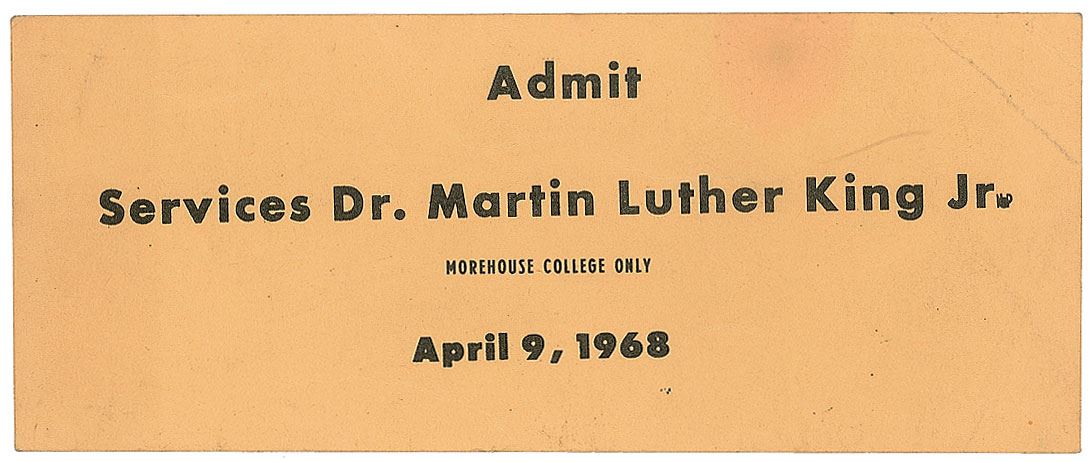 Admit
Services Dr. Martin Luther King Jr.
MOREHOUSE COLLEGE ONLY
April 9, 1968